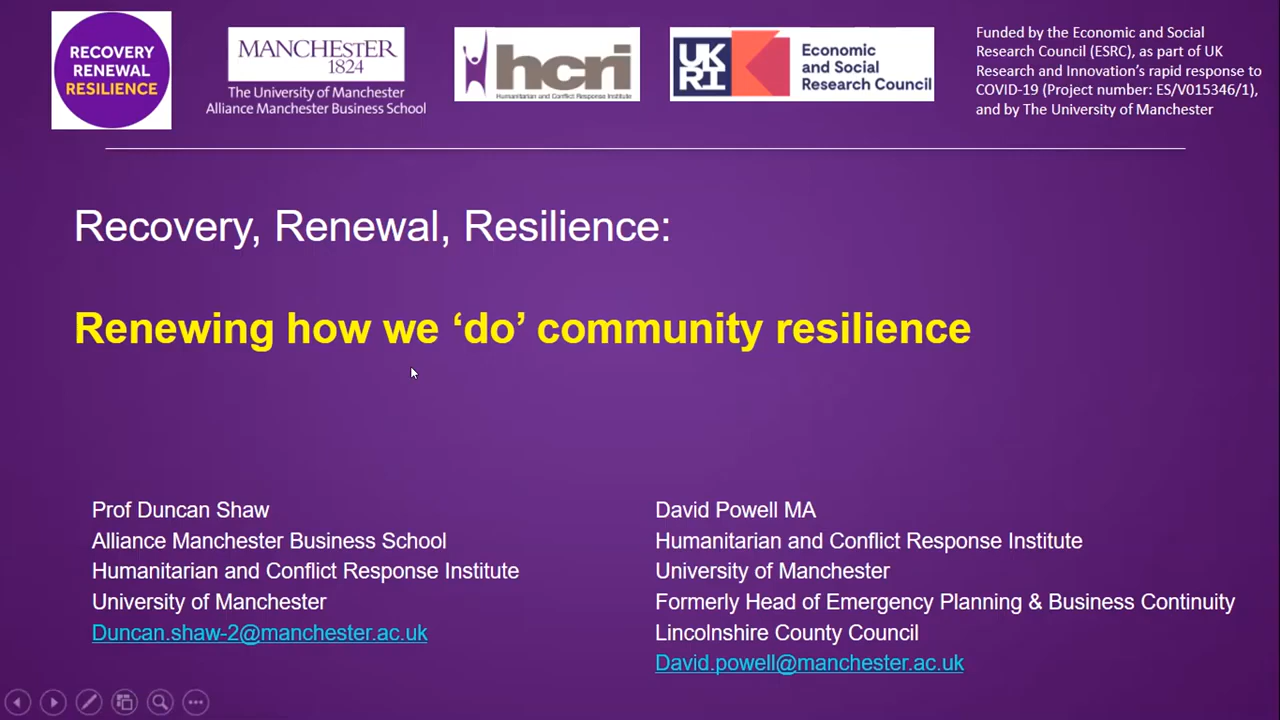 RECOVERY
RENEWAL
RESILIENCE
MANCHESTER
1824
The University of Manchester
Alliance Manchester Business School
hcri
Humanitarian and Conflict Response Institute
UK
RI
Economic
and Social
Research Council
Funded by the Economic and Social
Research Council (ESRC), as part of UK
Research and Innovation’s rapid response to
COVID-19 (Project number: ES/V015346/1),
and by The University of Manchester
Recovery, Renewal, Resilience:
Renewing how we ‘do’ community resilience
Prof Duncan Shaw
Alliance Manchester Business School
Humanitarian and Conflict Response Institute
University of Manchester
Duncan.shaw-2@manchester.ac.uk
David Powell MA
Humanitarian and Conflict Response Institute
University of Manchester
Formerly Head of Emergency Planning & Business Continuity
Lincolnshire County Council
David.powell@manchester.ac.uk